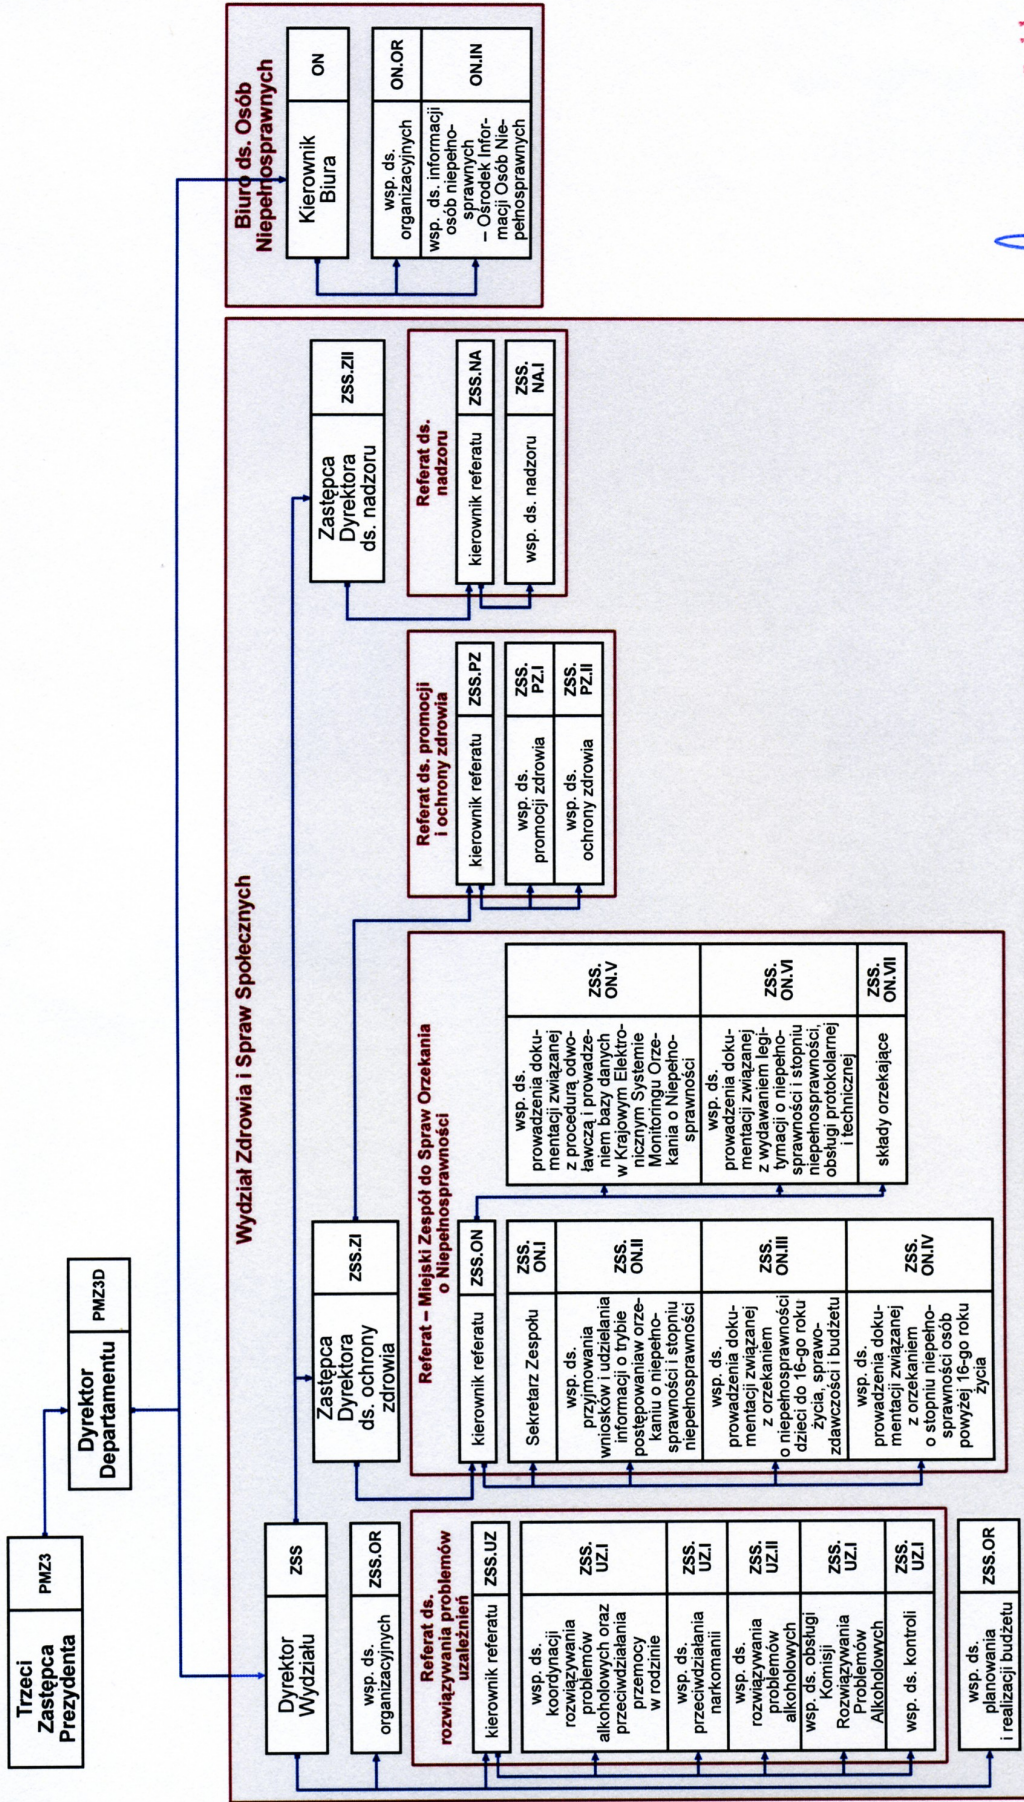 Trzeci
Zastępca
Prezydenta
PMZ3
Dyrektor
Departamentu
PMZ3D
Wydział Zdrowia i Spraw Społecznych
Dyrektor
Wydziału
ZSS
wsp. ds.
organizacyjnych
ZSS.OR
Referat ds.
rozwiązywania problemów
uzależnień
kierownik referatu
ZSS.UZ
wsp. ds.
koordynacji
rozwiązywania
problemów
alkoholowych oraz
przeciwdziałania
przemocy
w rodzinie
ZSS.
UZ.I
wsp. ds.
przeciwdziałania
narkomanii
ZSS.
UZ.I
wsp. ds.
rozwiązywania
problemów
alkoholowych
ZSS.
UZ.II
wsp. ds. obsługi
Komisji
Rozwiązywania
Problemów
Alkoholowych
ZSS.
UZ.I
wsp. ds. kontroli
ZSS.
UZ.I
wsp. ds.
planowania
i realizacji budżetu
ZSS.OR
Zastępca
Dyrektora
ds. ochrony
zdrowia
ZSS.ZI
Referat – Miejski Zespół do Spraw Orzekania
o Niepełnosprawności
kierownik referatu
ZSS.ON
Sekretarz Zespołu
ZSS.
ON.I
wsp. ds.
przyjmowania
wniosków i udzielania
informacji o trybie
postępowaniaw orze-
kaniu o niepełno-
sprawności i stopniu
niepełnosprawności
ZSS.
ON.II
wsp. ds.
prowadzenia doku-
mentacji związanej
z orzekaniem
o niepełnosprawności
dzieci do 16-go roku
życia, sprawo-
zdawczości i budżetu
ZSS.
ON.III
wsp. ds.
prowadzenia doku-
mentacji związanej
z orzekaniem
o stopniu niepełno-
sprawności osób
powyżej 16-go roku
życia
ZSS.
ON.IV
wsp. ds.
prowadzenia doku-
mentacji związanej
z procedurą odwo-
ławczą i prowadze-
niem bazy danych
w Krajowym Elektro-
nicznym Systemie
Monitoringu Orze-
kania o Niepełno-
sprawności
ZSS.
ON.V
wsp. ds.
prowadzenia doku-
mentacji związanej
z wydawaniem legi-
tymacji o niepełno-
sprawności i stopniu
niepełnosprawności,
obsługi protokolarnej
i technicznej
ZSS.
ON.VI
składy orzekające
ZSS.
ON.VII
Referat ds. promocji
i ochrony zdrowia
kierownik referatu
ZSS.PZ
wsp. ds.
promocji zdrowia
ZSS.
PZ.I
wsp. ds.
ochrony zdrowia
ZSS.
PZ.II
Zastępca
Dyrektora
ds. nadzoru
ZSS.ZII
Referat ds.
nadzoru
kierownik referatu
ZSS.NA
wsp. ds. nadzoru
ZSS.
NA.I
Biuro ds. Osób
Niepełnosprawnych
Kierownik
Biura
ON
wsp. ds.
organizacyjnych
ON.OR
wsp. ds. informacji
osób niepełno-
sprawnych
– Ośrodek Infor-
macji Osób Nie-
pełnosprawnych
ON.IN